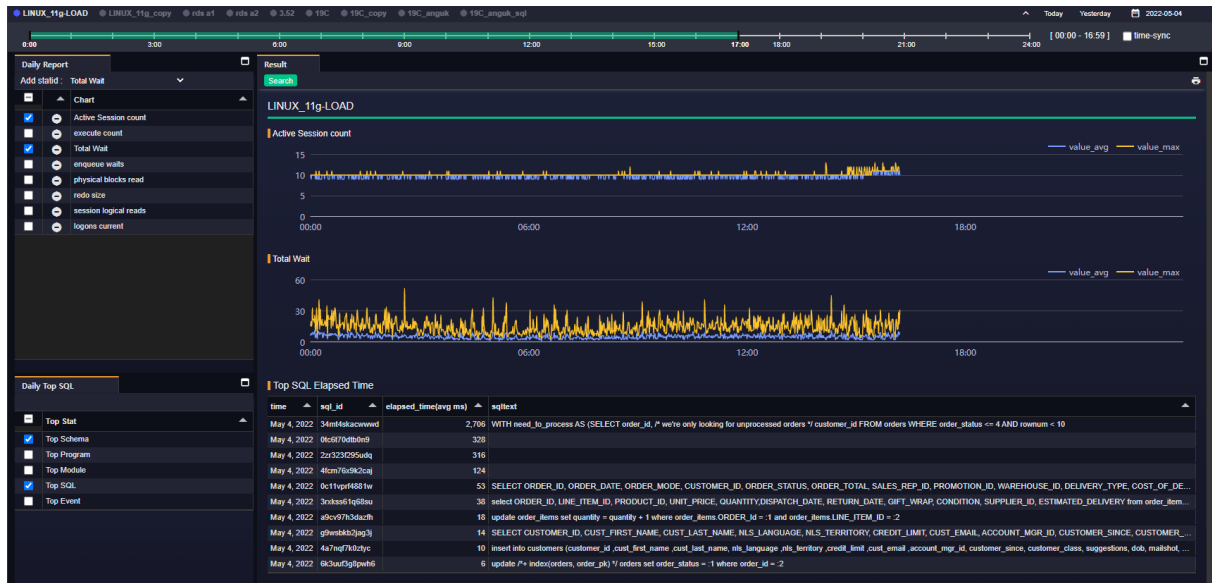 LINUX_11g-LOAD LINUX_11g_copy rds a1 rds a2 3.52 19C 19C_copy 19C_anguk 19C_anguk_sql Today Yesterday 2022-05-04
0:00 3:00 6:00 9:00 12:00 15:00 17:00 18:00 21:00 24:00 [ 00:00 - 16:59 ] time-sync
Daily Report
Add statid : Total Wait
Chart
Active Session count
execute count
Total Wait
enqueue waits
physical blocks read
redo size
session logical reads
logons current
Daily Top SQL
Top Stat
Top Schema
Top Program
Top Module
Top SQL
Top Event
Result
Search
LINUX_11g-LOAD
Active Session count
value_avg value_max
15
10
5
0
00:00 06:00 12:00 18:00
Total Wait
value_avg value_max
60
30
0
00:00 06:00 12:00 18:00
Top SQL Elapsed Time
time sql_id elapsed_time(avg ms) sqltext
May 4, 2022 34mt4skacwwwd 2,706 WITH need_to_process AS (SELECT order_id, /* we're only looking for unprocessed orders */ customer_id FROM orders WHERE order_status <= 4 AND rownum < 10
May 4, 2022 0tc6t70dtb0n9 328
May 4, 2022 2zr323f295udq 316
May 4, 2022 4fcm76x9k2caj 124
May 4, 2022 0c11vprf4881w 53 SELECT ORDER_ID, ORDER_DATE, ORDER_MODE, CUSTOMER_ID, ORDER_STATUS, ORDER_TOTAL, SALES_REP_ID, PROMOTION_ID, WAREHOUSE_ID, DELIVERY_TYPE, COST_OF_DE...
May 4, 2022 3rxkss61q68su 38 select ORDER_ID, LINE_ITEM_ID, PRODUCT_ID, UNIT_PRICE, QUANTITY,DISPATCH_DATE, RETURN_DATE, GIFT_WRAP, CONDITION, SUPPLIER_ID, ESTIMATED_DELIVERY from order_item...
May 4, 2022 a9cv97h3dazfh 18 update order_items set quantity = quantity + 1 where order_items.ORDER_Id = :1 and order_items.LINE_ITEM_ID = :2
May 4, 2022 g9wsbkb2jag3j 14 SELECT CUSTOMER_ID, CUST_FIRST_NAME, CUST_LAST_NAME, NLS_LANGUAGE, NLS_TERRITORY, CREDIT_LIMIT, CUST_EMAIL, ACCOUNT_MGR_ID, CUSTOMER_SINCE, CUSTOMER_...
May 4, 2022 4a7nqf7k0ztyc 10 insert into customers (customer_id ,cust_first_name ,cust_last_name, nls_language ,nls_territory ,credit_limit ,cust_email ,account_mgr_id, customer_since, customer_class, suggestions, dob, mailshot, ...
May 4, 2022 6k3uuf3g8pwh6 6 update /*+ index(orders, order_pk) */ orders set order_status = :1 where order_id = :2